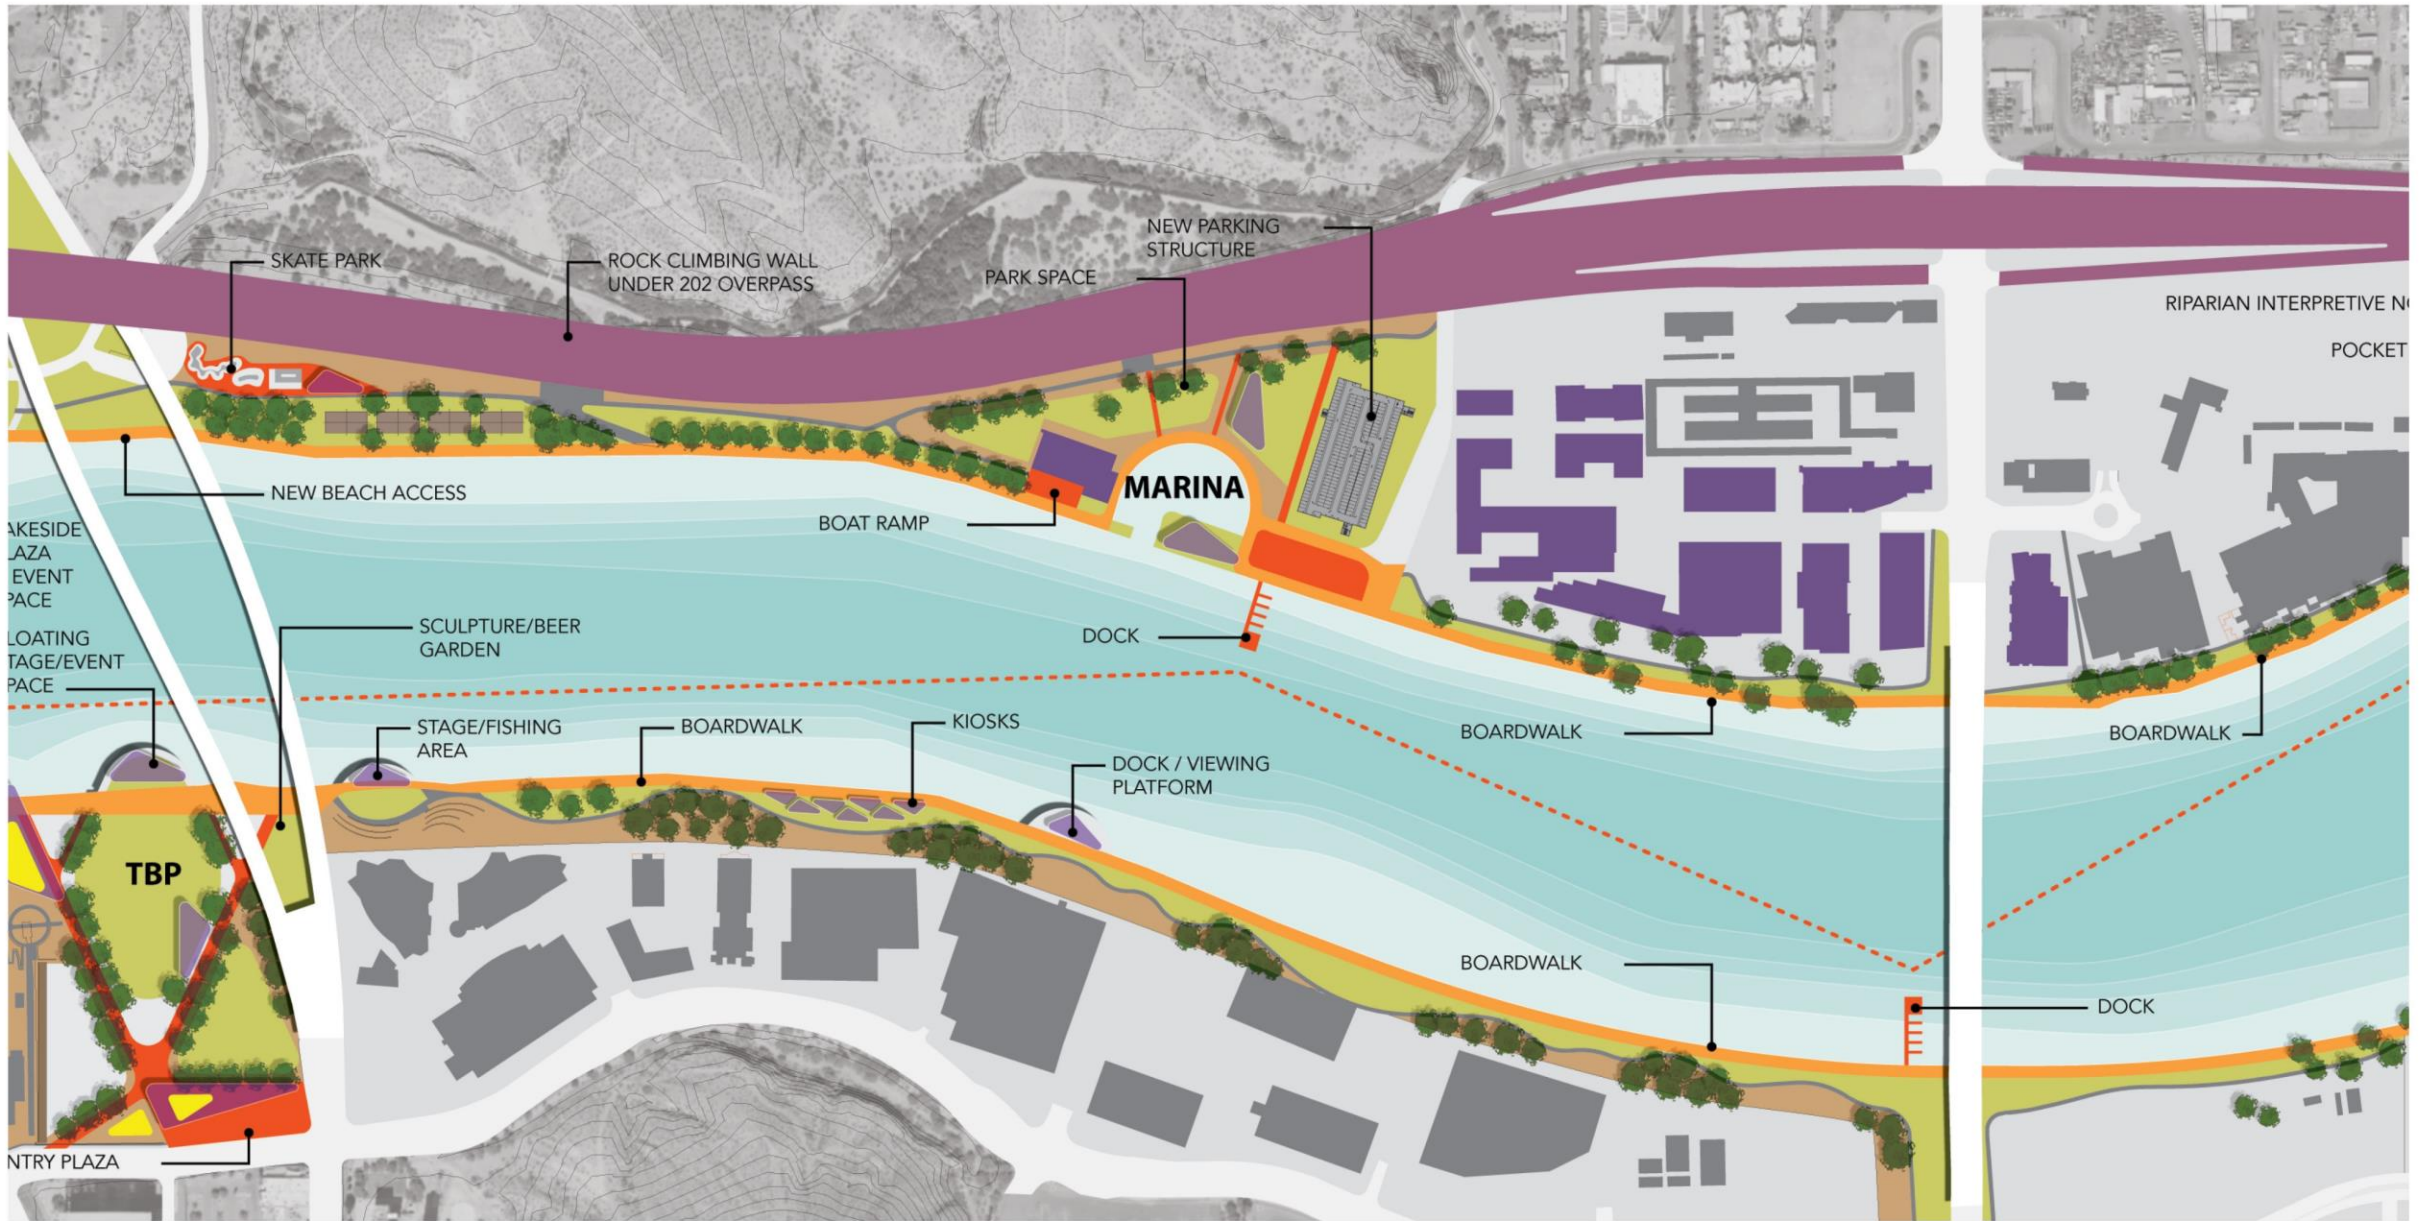 NEW PARKING
STRUCTURE
SKATE PARK
ROCK CLIMBING WALL
UNDER 202 OVERPASS
PARK SPACE
RIPARIAN INTERPRETIVE
POCKET
MARINA
NEW BEACH ACCESS
BOAT RAMP
AKESIDE
LAZA
EVENT
PACE
SCULPTURE/BEER
GARDEN
DOCK
LOATING
TAGE/EVENT
PACE
STAGE/FISHING
AREA
BOARDWALK
KIOSKS
BOARDWALK
BOARDWALK
DOCK / VIEWING
PLATFORM
TBP
BOARDWALK
DOCK
NTRY PLAZA